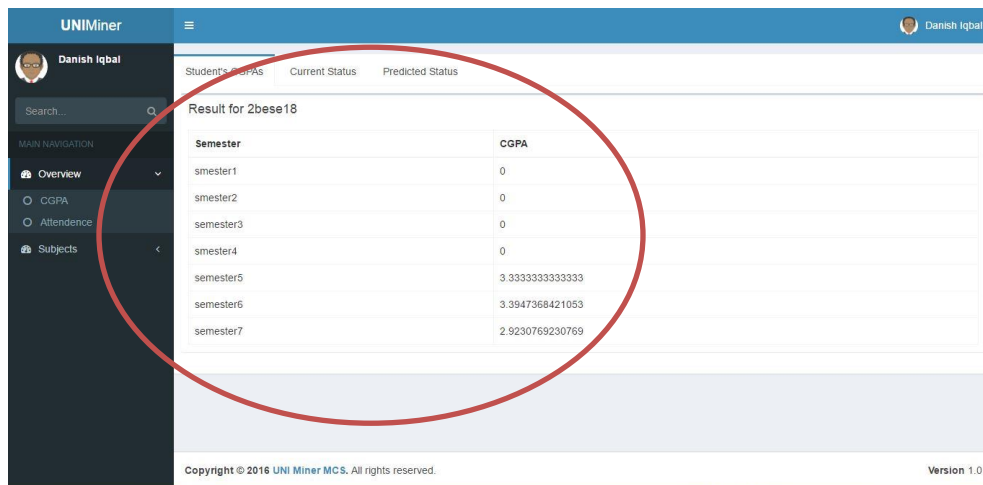 UNIMiner
Danish Iqbal
Danish Iqbal
Search...
MAIN NAVIGATION
Overview
CGPA
Attendence
Subjects
Student's CGPAs Current Status Predicted Status
Result for 2bese18
Semester CGPA
smester1 0
smester2 0
semester3 0
smester4 0
semester5 3.3333333333333
semester6 3.3947368421053
semester7 2.9230769230769
Copyright © 2016 UNI Miner MCS. All rights reserved. Version 1.0